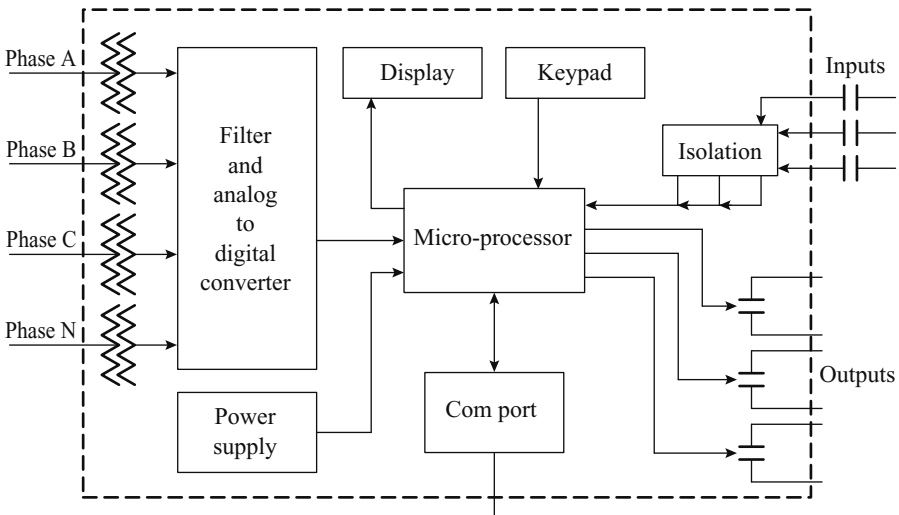 Phase A
Phase B
Phase C
Phase N
Filter
and
analog
to
digital
converter
Power
supply
Display
Keypad
Micro-processor
Com port
Isolation
Inputs
Outputs